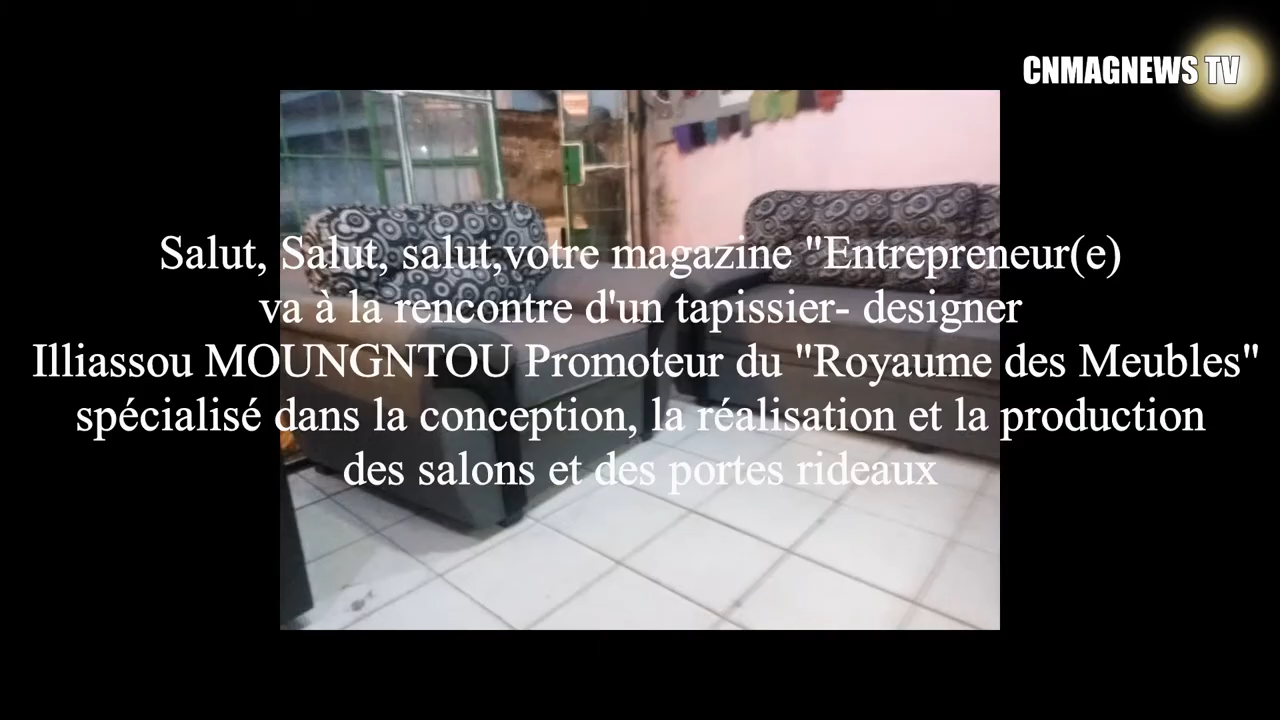 CNMAGNEWS TV
Salut, Salut, salut,votre magazine "Entrepreneur(e)
va à la rencontre d'un tapissier- designer
Illiassou MOUNGNTOU Promoteur du "Royaume des Meubles"
spécialisé dans la conception, la réalisation et la production
des salons et des portes rideaux